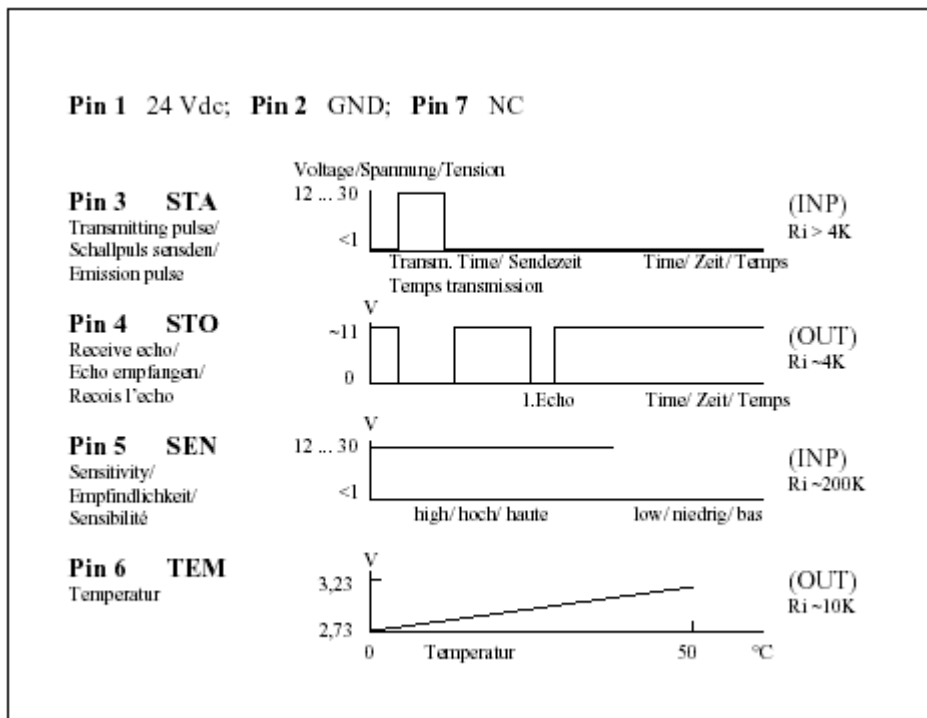 Pin 1 24 Vdc; Pin 2 GND; Pin 7 NC
Voltage/Spannung/Tension
Pin 3 STA
Transmitting pulse/
Schallpuls sensden/
Emission pulse
12 ... 30
<1
Transm. Time/ Sendezeit
Temps transmission
Time/ Zeit/ Temps
(INP)
Ri > 4K
Pin 4 STO
Receive echo/
Echo empfangen/
Recois l'echo
V
~11
0
1.Echo
Time/ Zeit/ Temps
(OUT)
Ri ~4K
Pin 5 SEN
Sensitivity/
Empfindlichkeit/
Sensibilité
V
12 ... 30
<1
high/ hoch/ haute
low/ niedrig/ bas
(INP)
Ri ~200K
Pin 6 TEM
Temperatur
V
3,23
2,73
0
Temperatur
50
°C
(OUT)
Ri ~10K